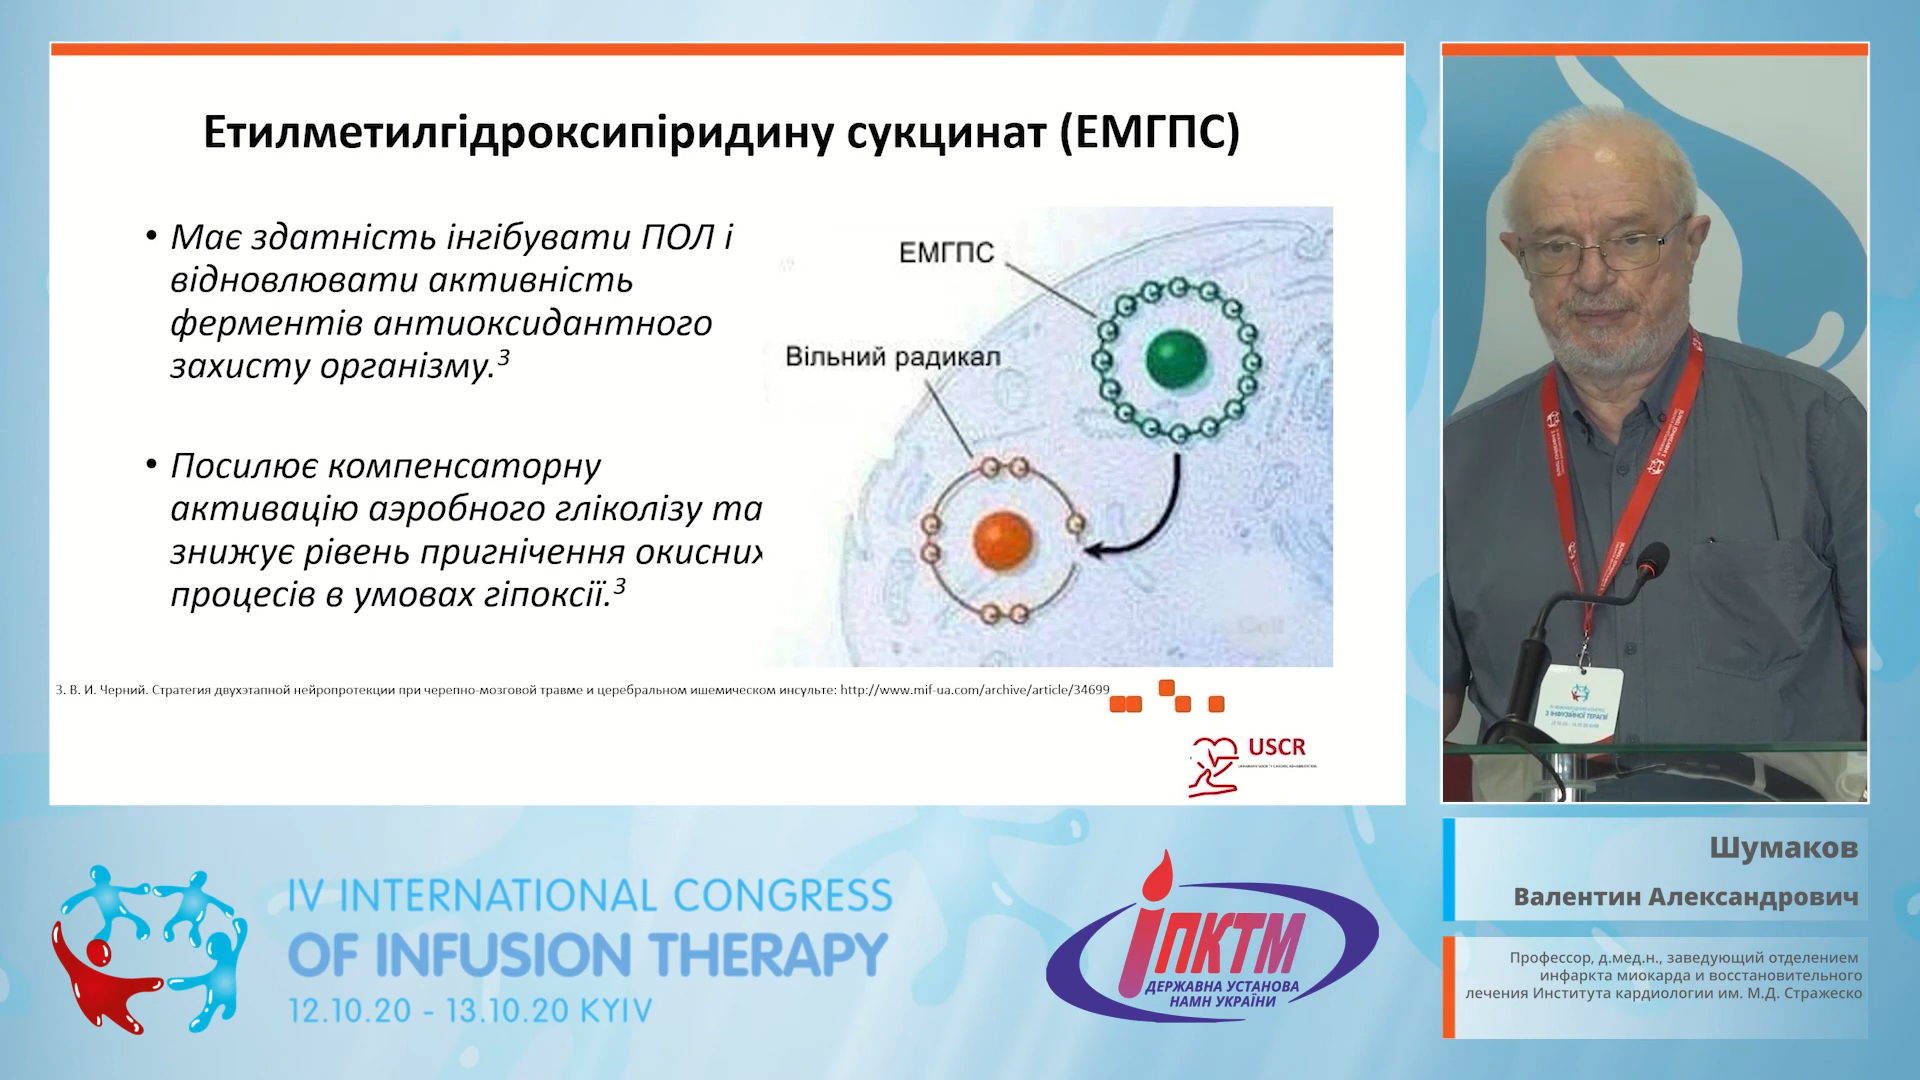 Етилметилгідроксипіридину сукцинат (ЕМГПС)
• Має здатність інгібувати ПОЛ і
відновлювати активність
ферментів антиоксидантного
захисту організму.³
• Посилює компенсаторну
активацію аэробного гліколізу та
знижує рівень пригнічення окисних
процесів в умовах гіпоксії.³
ЕМГПС
Вільний радикал
Cell
3. В. И. Черний. Стратегия двухэтапной нейропротекции при черепно-мозговой травме и церебральном ишемическом инсульте: http://www.mif-ua.com/archive/article/34699
USCR
З ІНФУЗІЙНОЇ ТЕРАПІЇ
Шумаков
Валентин Александрович
Профессор, д.мед.н., заведующий отделением
инфаркта миокарда и восстановительного
лечения Института кардиологии им. М.Д. Стражеско
IV INTERNATIONAL CONGRESS
OF INFUSION THERAPY
12.10.20 - 13.10.20 KYIV
ІПКТМ
ДЕРЖАВНА УСТАНОВА
НАМН УКРАЇНИ